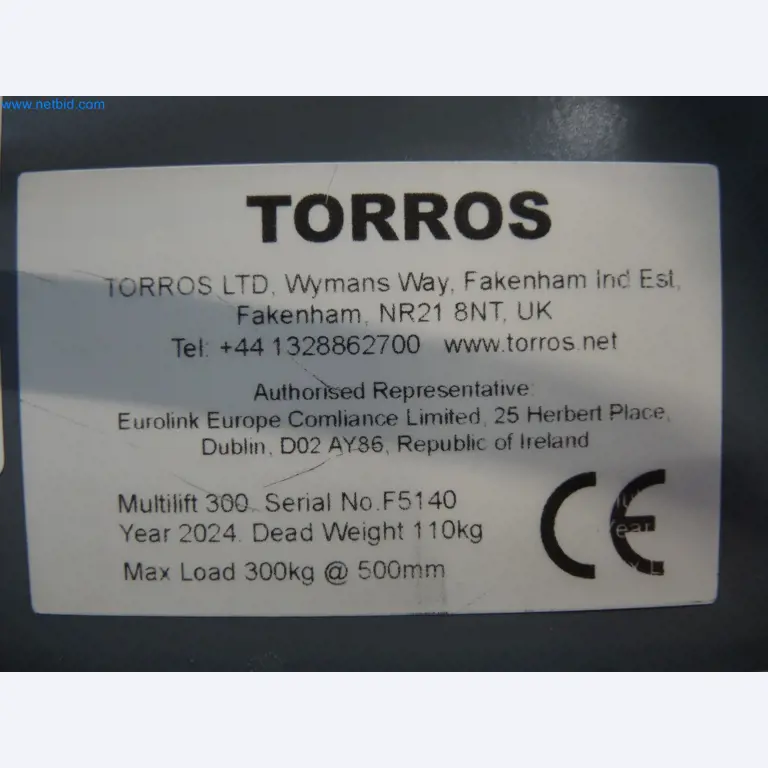 www.netbid.com
TORROS
TORROS LTD, Wymans Way, Fakenham Ind Est,
Fakenham, NR21 8NT, UK
Tel: +44 1328862700 www.torros.net
Authorised Representative:
Eurolink Europe Comliance Limited, 25 Herbert Place,
Dublin, D02 AY86, Republic of Ireland
Multilift 300. Serial No.F5140
Year 2024. Dead Weight 110kg
Max Load 300kg @ 500mm
CE